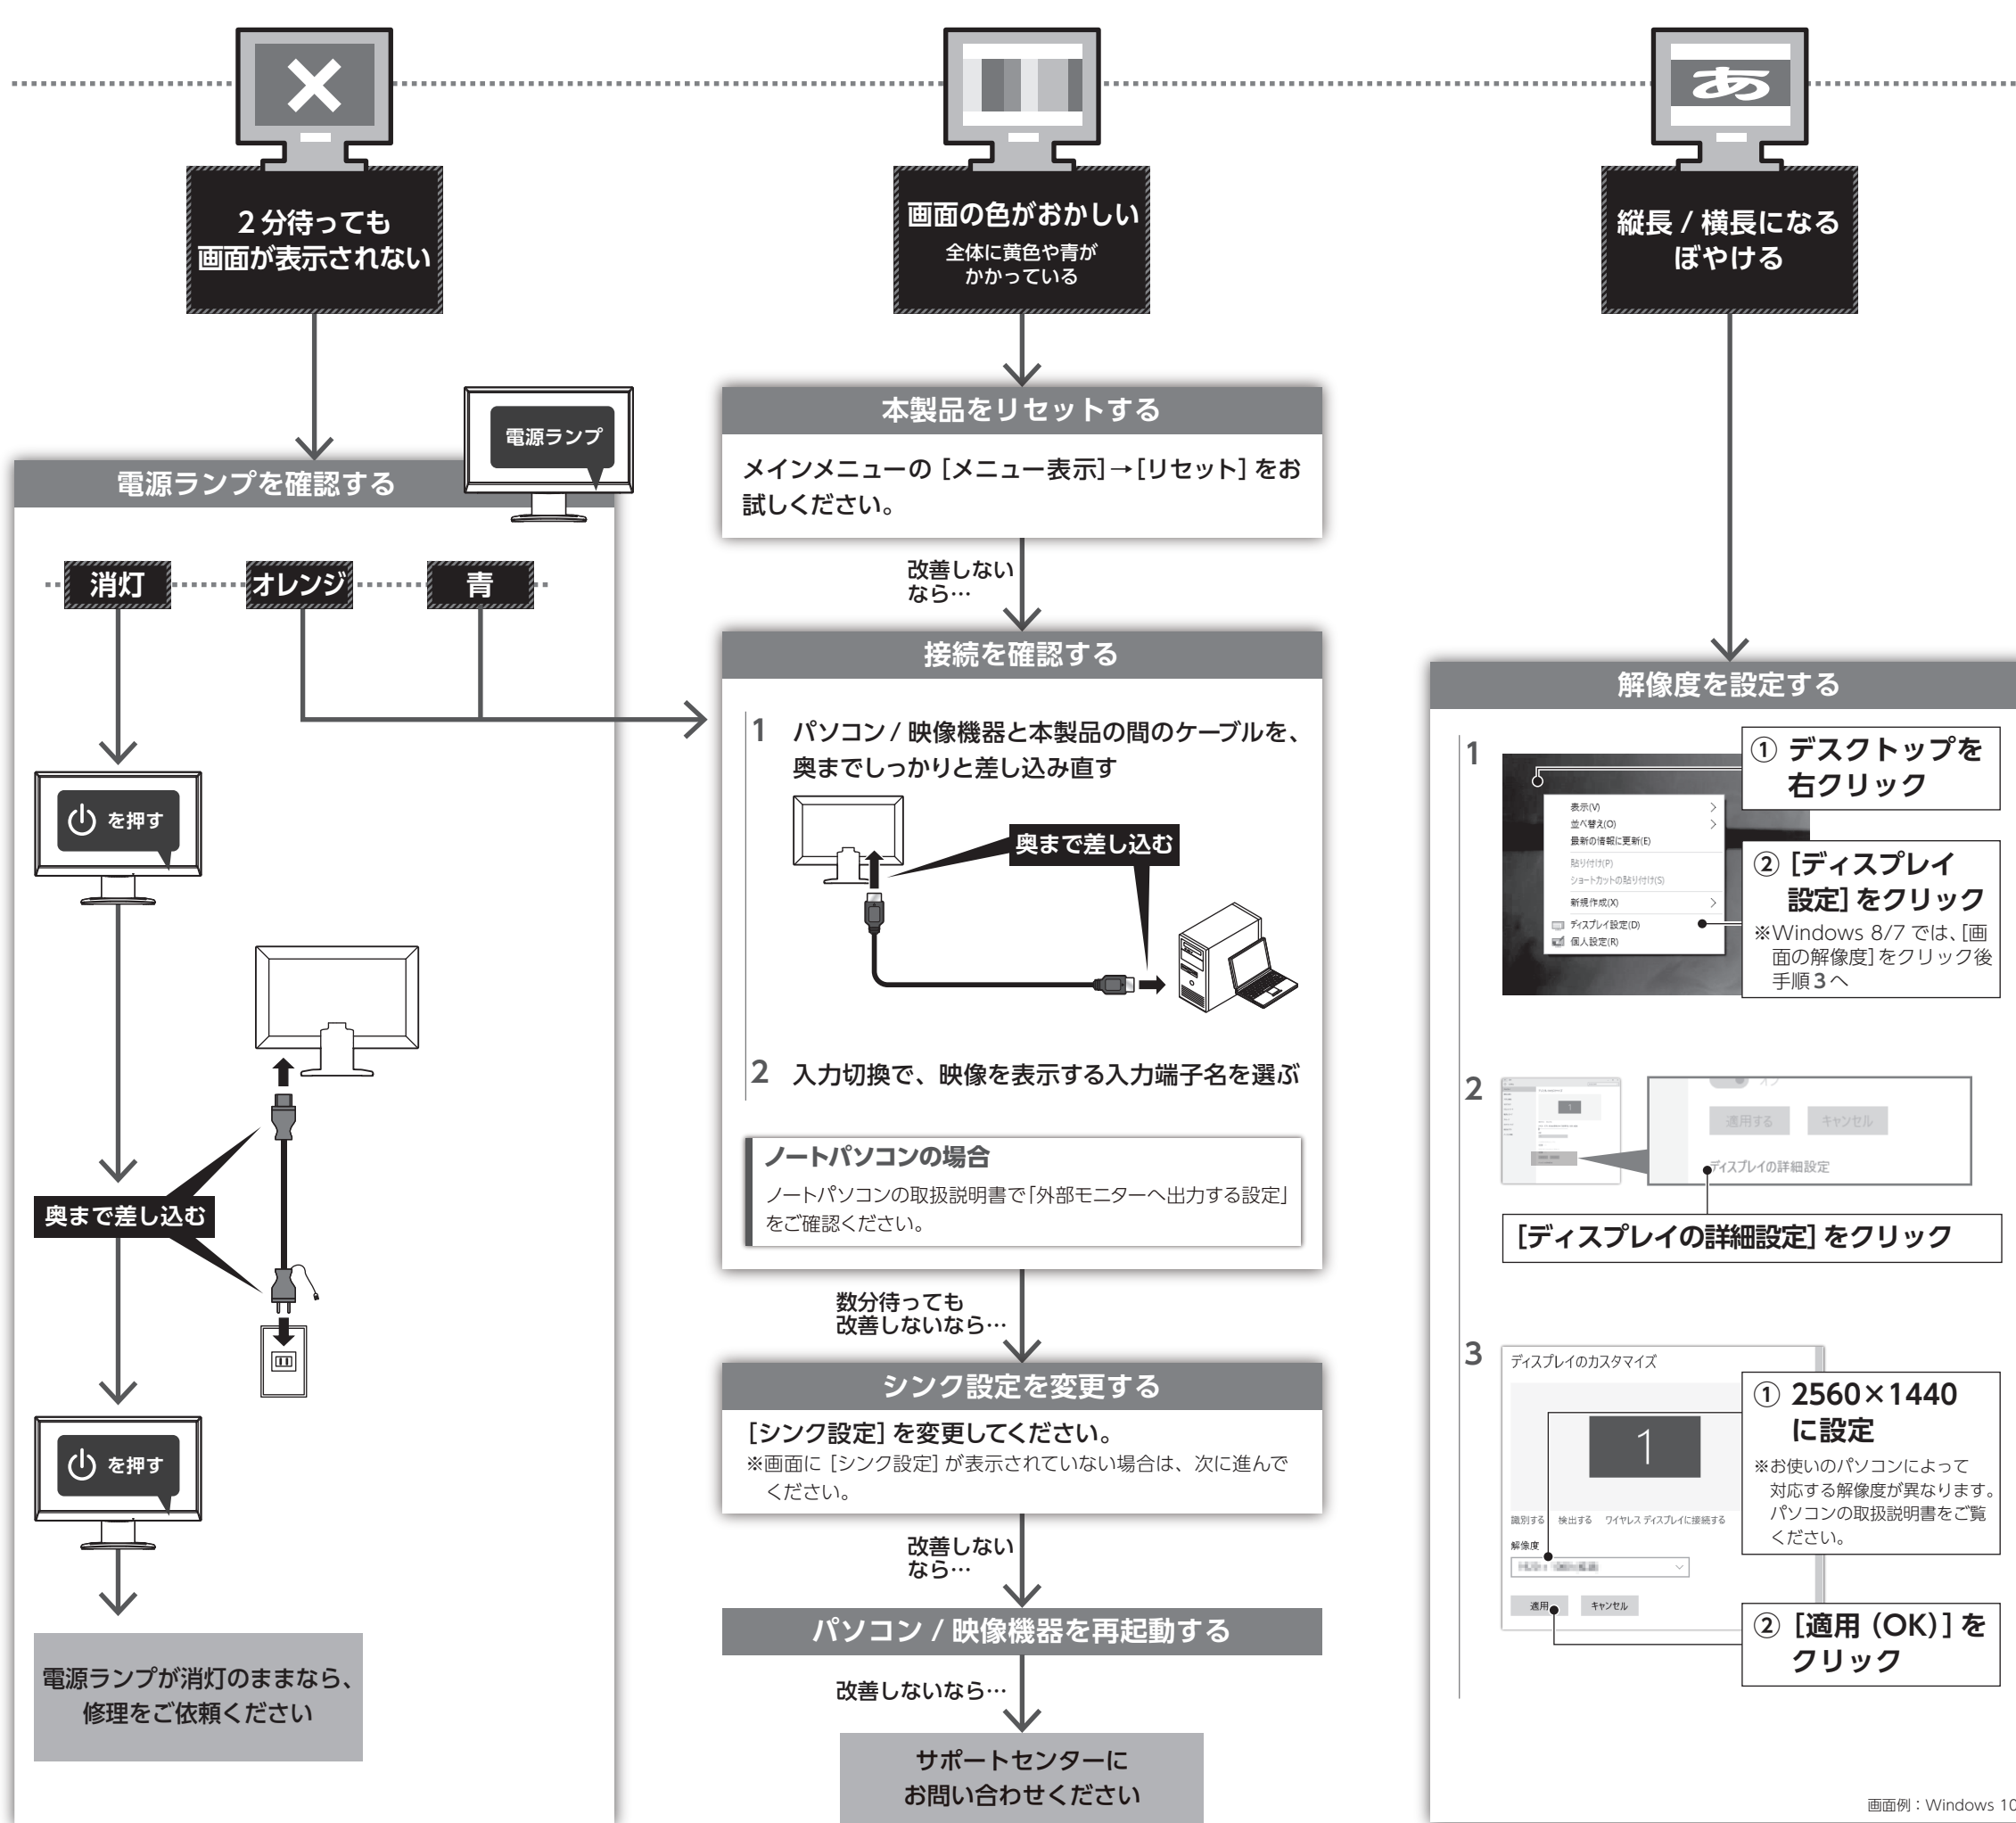 2 分待っても
画面が表示されない
電源ランプ
電源ランプを確認する
消灯
オレンジ
青
を押す
奥まで差し込む
を押す
電源ランプが消灯のままなら、
修理をご依頼ください
画面の色がおかしい
全体に黄色や青が
かかっている
本製品をリセットする
メインメニューの［メニュー表示］→［リセット］をお
試しください。
改善しない
なら…
接続を確認する
1 パソコン / 映像機器と本製品の間のケーブルを、
奥までしっかりと差し込み直す
奥まで差し込む
2 入力切換で、映像を表示する入力端子名を選ぶ
ノートパソコンの場合
ノートパソコンの取扱説明書で「外部モニターへ出力する設定」
をご確認ください。
数分待っても
改善しないなら…
シンク設定を変更する
［シンク設定］を変更してください。
※画面に［シンク設定］が表示されていない場合は、次に進んで
ください。
改善しない
なら…
パソコン / 映像機器を再起動する
改善しないなら…
サポートセンターに
お問い合わせください
あ
縦長 / 横長になる
ぼやける
解像度を設定する
1
① デスクトップを
右クリック
表示(V)
並べ替え(O)
最新の情報に更新(E)
貼り付け(P)
ショートカットの貼り付け(S)
新規作成(X)
ディスプレイ設定(D)
個人設定(R)
② ［ディスプレイ
設定］をクリック
※Windows 8/7 では、［画
面の解像度］をクリック後
手順 3 へ
2
1
オフ
適用する キャンセル
ディスプレイの詳細設定
［ディスプレイの詳細設定］をクリック
3
ディスプレイのカスタマイズ
1
識別する 検出する ワイヤレス ディスプレイに接続する
解像度
適用 キャンセル
① 2560×1440
に設定
※お使いのパソコンによって
対応する解像度が異なります。
パソコンの取扱説明書をご覧
ください。
② ［適用（OK）］を
クリック
画面例：Windows 10